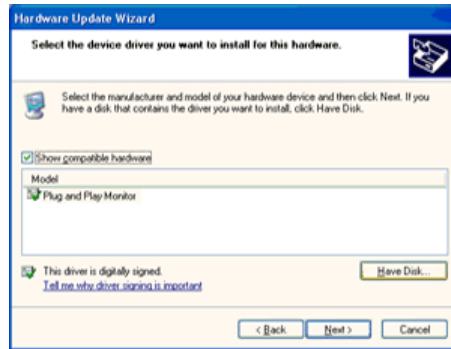 Hardware Update Wizard
Select the device driver you want to install for this hardware.
Select the manufacturer and model of your hardware device and then click Next. If you
have a disk that contains the driver you want to install, click Have Disk.
Show compatible hardware
Model
Plug and Play Monitor
This driver is digitally signed.
Tell me why driver signing is important
Have Disk...
< Back
Next >
Cancel